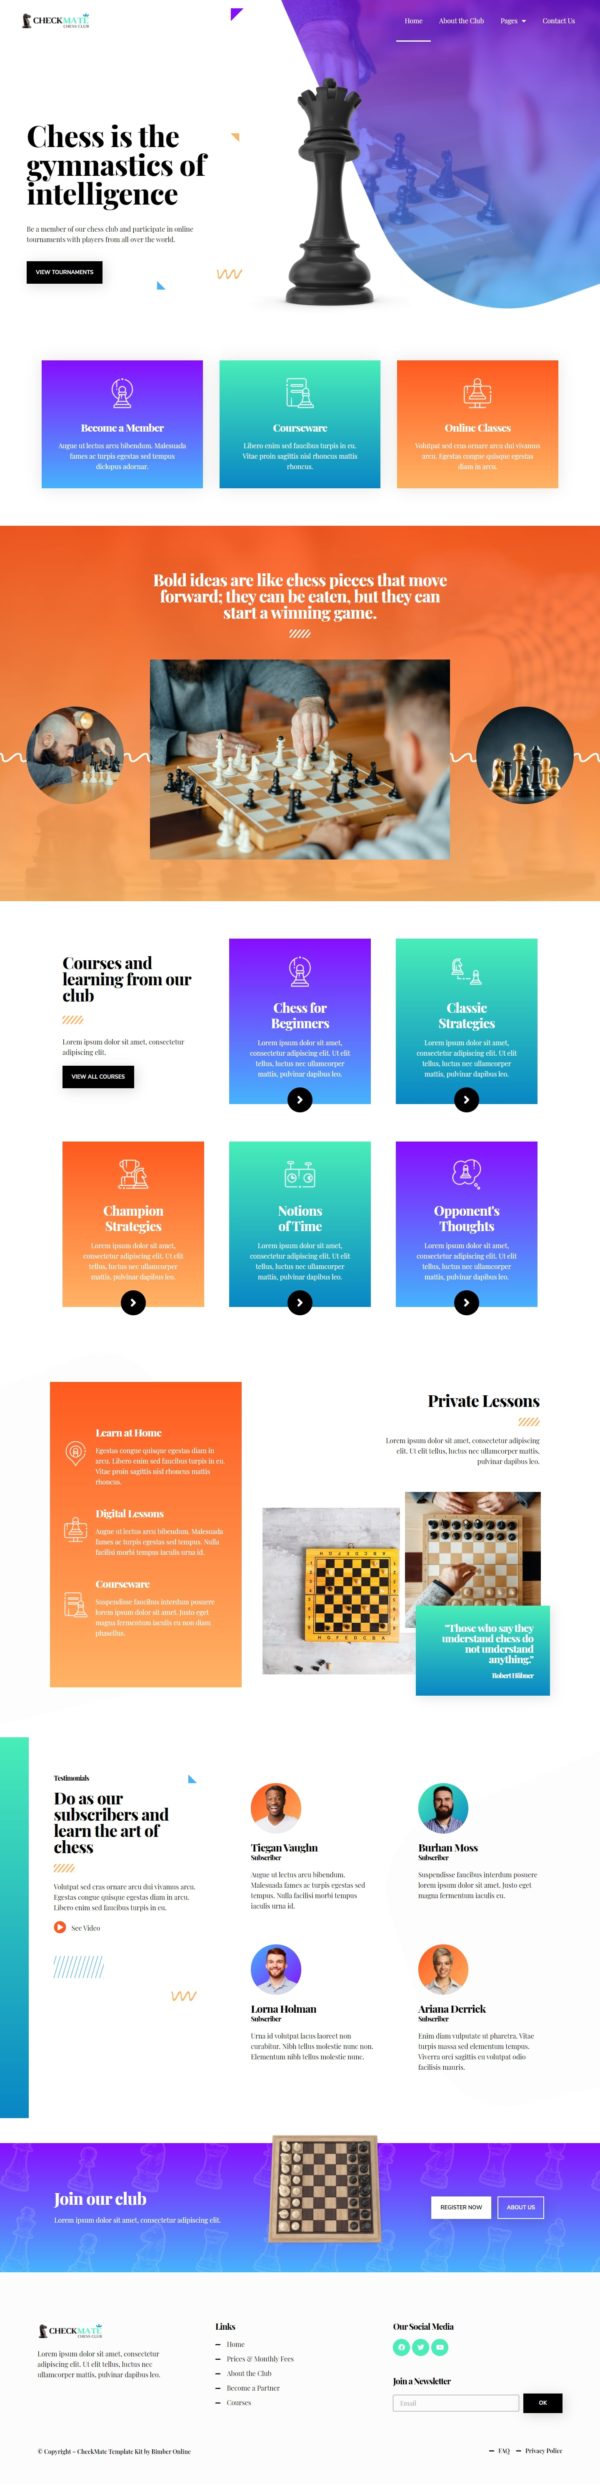 CHECKMATE
CHESS CLUB
Home
About the Club
Pages
Contact Us
Chess is the
gymnastics of
intelligence
Be a member of our chess club and participate in online
tournaments with players from all over the world.
VIEW TOURNAMENTS
Become a Member
Augue ut lectus arcu bibendum. Malesuada
fames ac turpis egestas sed tempus
dictopus adornar.
Courseware
Libero enim sed faucibus turpis in eu.
Vitae proin sagittis nisl rhoncus mattis
rhoncus.
Online Classes
Volutpat sed cras ornare arcu dui vivamus
arcu. Egestas congue quisque egestas
diam in arcu.
Bold ideas are like chess pieces that move
forward; they can be eaten, but they can
start a winning game.
Courses and
learning from our
club
Lorem ipsum dolor sit amet, consectetur
adipiscing elit.
VIEW ALL COURSES
Chess for
Beginners
Lorem ipsum dolor sit amet,
consectetur adipiscing elit. Ut elit
tellus, luctus nec ullamcorper
mattis, pulvinar dapibus leo.
Classic
Strategies
Lorem ipsum dolor sit amet,
consectetur adipiscing elit. Ut elit
tellus, luctus nec ullamcorper
mattis, pulvinar dapibus leo.
Champion
Strategies
Lorem ipsum dolor sit amet,
consectetur adipiscing elit. Ut elit
tellus, luctus nec ullamcorper
mattis, pulvinar dapibus leo.
Notions
of Time
Lorem ipsum dolor sit amet,
consectetur adipiscing elit. Ut elit
tellus, luctus nec ullamcorper
mattis, pulvinar dapibus leo.
Opponent's
Thoughts
Lorem ipsum dolor sit amet,
consectetur adipiscing elit. Ut elit
tellus, luctus nec ullamcorper
mattis, pulvinar dapibus leo.
Learn at Home
Egestas congue quisque egestas diam in
arcu. Libero enim sed faucibus turpis in eu.
Vitae proin sagittis nisl rhoncus mattis
rhoncus.
Digital Lessons
Augue ut lectus arcu bibendum. Malesuada
fames ac turpis egestas sed tempus. Nulla
facilisi morbi tempus iaculis urna id.
Courseware
Suspendisse faucibus interdum posuere
lorem ipsum dolor sit amet. Justo eget
magna fermentum iaculis eu non diam
phasellus.
Private Lessons
Lorem ipsum dolor sit amet, consectetur adipiscing
elit. Ut elit tellus, luctus nec ullamcorper mattis,
pulvinar dapibus leo.
"Those who say they
understand chess do
not understand
anything."
Robert Hübner
Testimonials
Do as our
subscribers and
learn the art of
chess
Volutpat sed cras ornare arcu dui vivamus arcu.
Egestas congue quisque egestas diam in arcu.
Libero enim sed faucibus turpis in eu.
See Video
Tiegan Vaughn
Subscriber
Augue ut lectus arcu bibendum.
Malesuada fames ac turpis egestas sed
tempus. Nulla facilisi morbi tempus
iaculis urna id.
Burhan Moss
Subscriber
Suspendisse faucibus interdum posuere
lorem ipsum dolor sit amet. Justo eget
magna fermentum iaculis eu.
Lorna Holman
Subscriber
Urna id volutpat lacus laoreet non
curabitur. Nibh tellus molestie nunc non.
Elementum nibh tellus molestie nunc.
Ariana Derrick
Subscriber
Enim diam vulputate ut pharetra. Vitae
turpis massa sed elementum tempus.
Viverra orci sagittis eu volutpat odio
facilisis mauris.
Join our club
Lorem ipsum dolor sit amet, consectetur adipiscing elit.
REGISTER NOW
ABOUT US
CHECKMATE
CHESS CLUB
Lorem ipsum dolor sit amet, consectetur
adipiscing elit. Ut elit tellus, luctus nec
ullamcorper mattis, pulvinar dapibus leo.
Links
Home
Prices & Monthly Fees
About the Club
Become a Partner
Courses
Our Social Media
Join a Newsletter
Email
OK
© Copyright - CheckMate Template Kit by Bimber Online
FAQ
Privacy Police